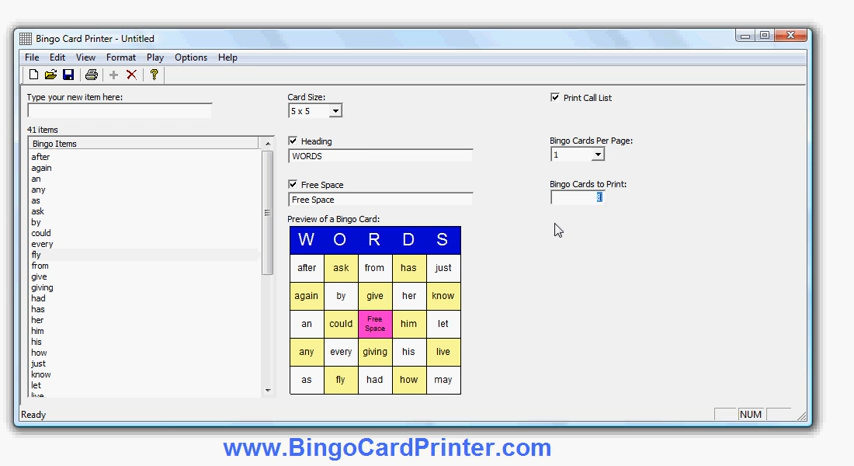 Bingo Card Printer - Untitled
File Edit View Format Play Options Help
Type your new item here:
41 items
Bingo Items
after
again
an
any
as
ask
by
could
every
fly
from
give
giving
had
has
her
him
his
how
just
know
let
live
Card Size:
5 x 5
Heading
WORDS
Free Space
Free Space
Preview of a Bingo Card:
W O R D S
after ask from has just
again by give her know
an could Free Space him let
any every giving his live
as fly had how may
Print Call List
Bingo Cards Per Page:
1
Bingo Cards to Print:
Ready
NUM
www.BingoCardPrinter.com